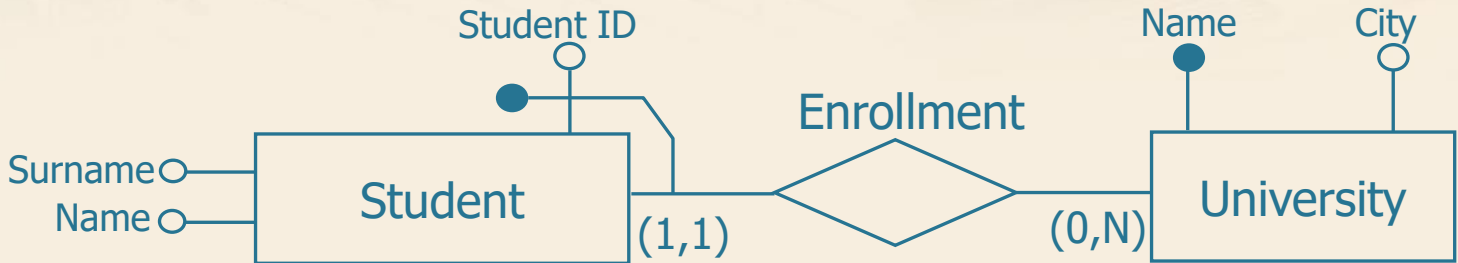 Student ID
Name
City
Enrollment
Surname
Name
Student
University
(1,1)
(0,N)